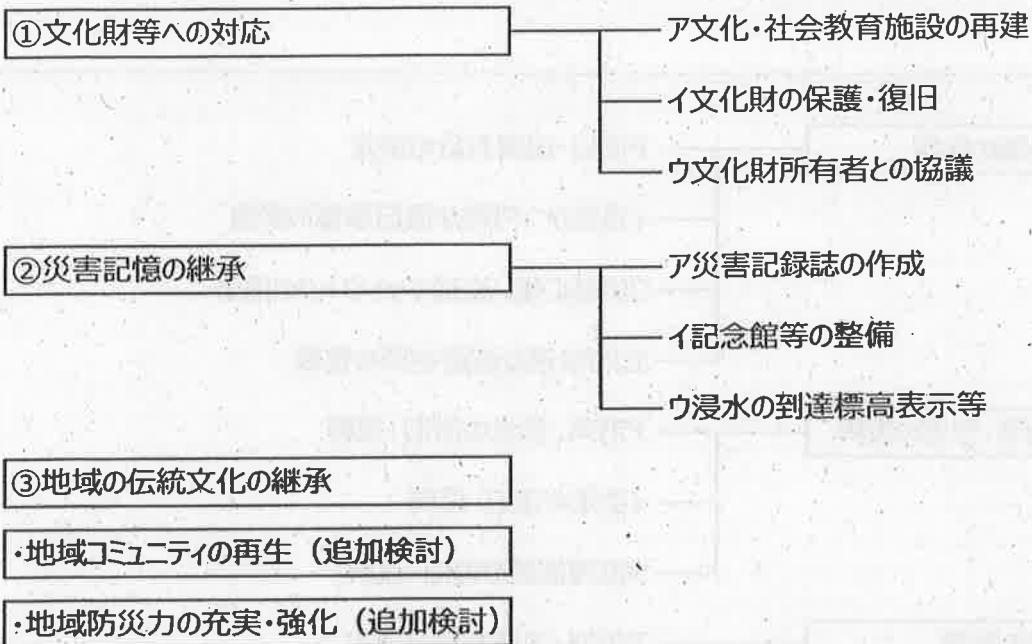 ①文化財等への対応
ア文化・社会教育施設の再建
イ文化財の保護・復旧
ウ文化財所有者との協議
②災害記憶の継承
ア災害記録誌の作成
イ記念館等の整備
ウ浸水の到達標高表示等
③地域の伝統文化の継承
・地域コミュニティの再生（追加検討）
・地域防災力の充実・強化（追加検討）